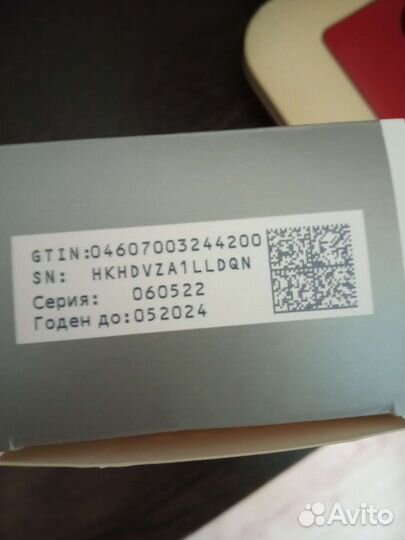 GTIN:04607003244200
SN: HKHDVZA1LLDQN
Серия: 060522
Годен до:052024
Avito